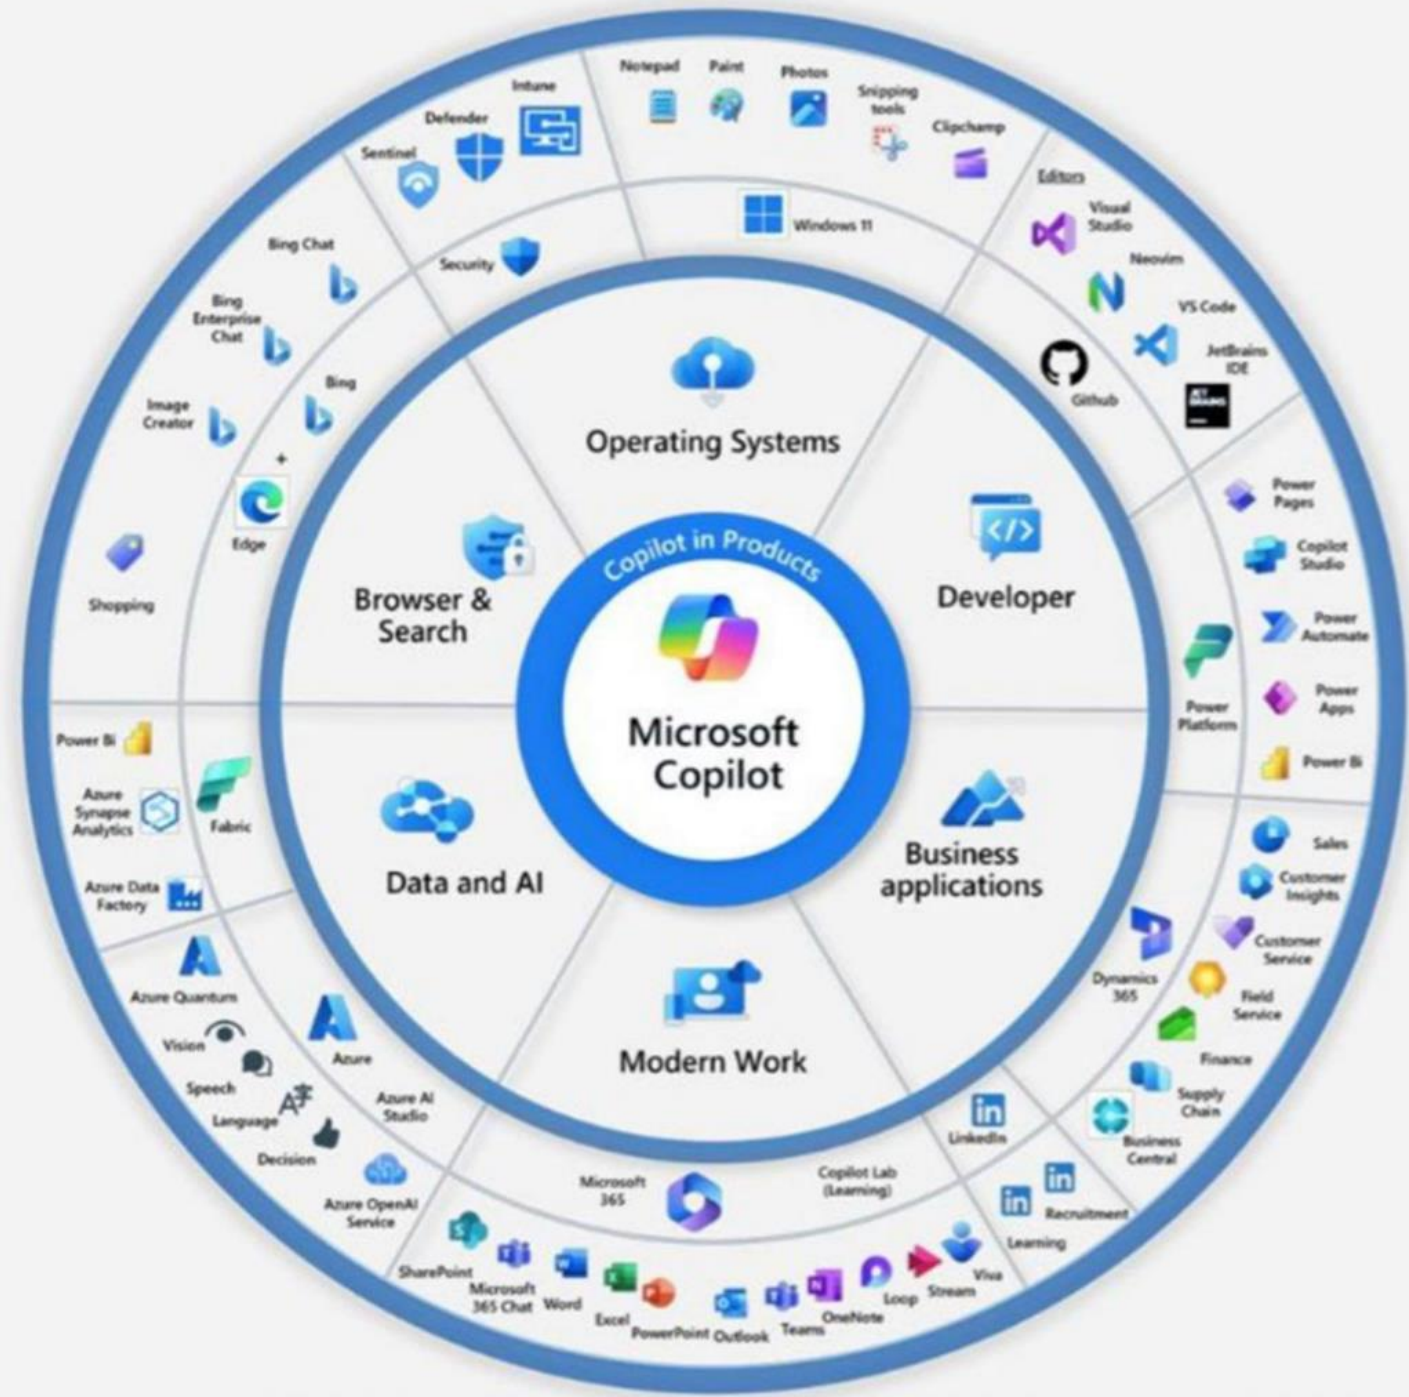 Notepad
Paint
Photos
Snipping
tools
Clipchamp
Windows 11
Intune
Defender
Sentinel
Security
Editors
Visual
Studio
Neovim
VS Code
JetBrains
IDE
JET
BRAINS
Github
Bing Chat
Bing
Enterprise
Chat
Image
Creator
Bing
+
Edge
Shopping
Operating Systems
Browser &
Search
Developer
Copilot in Products
Microsoft
Copilot
Data and AI
Business
applications
Modern Work
Power
Pages
Copilot
Studio
Power
Automate
Power
Apps
Power Bi
Power
Platform
Power Bi
Azure
Synapse
Analytics
Azure Data
Factory
Fabric
Sales
Customer
Insights
Customer
Service
Field
Service
Finance
Supply
Chain
Business
Central
Dynamics
365
Azure Quantum
Vision
Speech
Language
Decision
Azure OpenAI
Service
Azure
Azure AI
Studio
in
LinkedIn
in
Recruitment
in
Learning
Microsoft
365
Copilot Lab
(Learning)
SharePoint
Microsoft
365 Chat
Word
Excel
PowerPoint
Outlook
Teams
OneNote
Loop
Stream
Viva